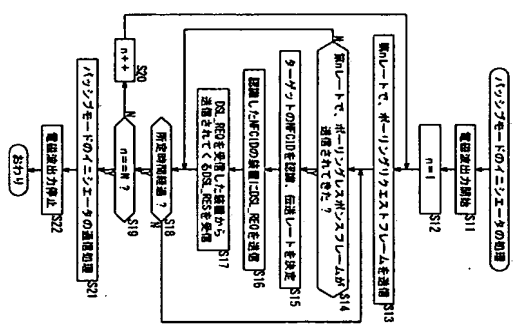 パッシブモードのイニシエータの処理
電磁波出力開始
S11
n=1
S12
第nレートで、ポーリングリクエストフレームを送信
S13
第nレートで、ポーリングレスポンスフレームが
送信されてきた?
S14
N
Y
ターゲットのNFCIDを認識、伝送レートを決定
S15
認識したNFCIDの装置にDSL_REQを送信
S16
DSL_REQを受信した装置から
送信されてくるDSL_RESを受信
S17
所定時間経過?
S18
N
Y
n==N?
S19
N
Y
n++
S20
パッシブモードのイニシエータの通信処理
S21
電磁波出力停止
S22
おわり